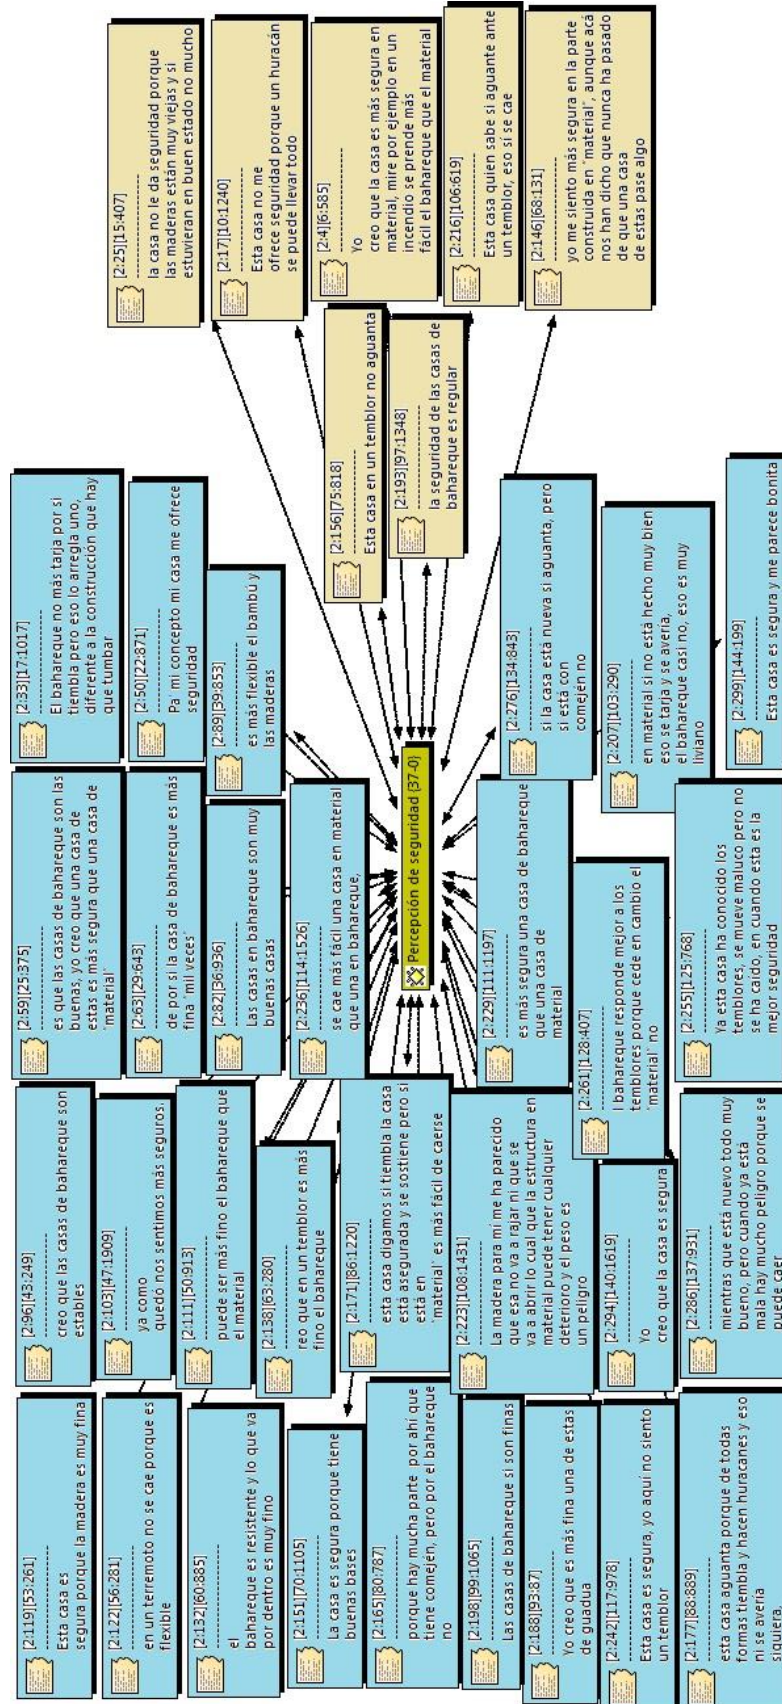 [2:119][53:261]
Esta casa es
segura porque la madera es muy fina
[2:96][43:249]
creo que las casas de bahareque son
estables
[2:59][25:375]
es que las casas de bahareque son las
buenas, yo creo que una casa de
estas es más segura que una casa de
"material"
[2:33][17:1017]
El bahareque no más tarja por si
tiembla pero eso lo arregla uno,
diferente a la construcción que hay
que tumbar
[2:25][15:407]
la casa no le da seguridad porque
las maderas están muy viejas y si
estuvieran en buen estado no mucho
[2:122][56:281]
en un terremoto no se cae porque es
flexible
[2:103][47:1909]
ya como
quedó nos sentimos más seguros.
[2:63][29:643]
de por si la casa de bahareque es más
fina "mil veces"
[2:50][22:871]
Pa´ mi concepto mi casa me ofrece
seguridad
[2:17][10:1240]
Esta casa no me
ofrece seguridad porque un huracán
se puede llevar todo
[2:132][60:885]
el
bahareque es resistente y lo que va
por dentro es muy fino
[2:111][50:913]
puede ser más fino el bahareque que
el material
[2:82][36:936]
Las casas en bahareque son muy
buenas casas
[2:89][39:853]
es más flexible el bambú y
las maderas
[2:4][6:585]
Yo
creo que la casa es más segura en
material, mire por ejemplo en un
incendio se prende más
fácil el bahareque que el material
[2:138][63:280]
reo que en un temblor es más
fino el bahareque
[2:236][114:1526]
se cae más fácil una casa en material
que una en bahareque,
[2:156][75:818]
Esta casa en un temblor no aguanta
[2:216][106:619]
Esta casa quien sabe si aguante ante
un temblor, eso sí se cae
[2:151][70:1105]
La casa es segura porque tiene
buenas bases
[2:171][86:1220]
esta casa digamos si tiembla la casa
está asegurada y se sostiene pero si
está en
"material" es más fácil de caerse
Percepción de seguridad {37-0}
[2:193][97:1348]
la seguridad de las casas de
bahareque es regular
[2:146][68:131]
yo me siento más segura en la parte
construida en "material", aunque acá
nos han dicho que nunca ha pasado
de que una casa
de estas pase algo
[2:165][80:787]
porque hay mucha parte por ahí que
tiene comején, pero por el bahareque
no
[2:223][108:1431]
La madera para mí me ha parecido
que esa no va a rajar ni que se
va a abrir lo cual que la estructura en
material puede tener cualquier
deterioro y el peso es
un peligro
[2:229][111:1197]
es más segura una casa de bahareque
que una casa de
material
[2:276][134:843]
si la casa está nueva si aguanta, pero
si está con
comején no
[2:198][99:1065]
Las casas de bahareque si son finas
[2:188][93:87]
Yo creo que es más fina una de estas
de guadua
[2:261][128:407]
l bahareque responde mejor a los
temblores porque cede en cambio el
"material" no
[2:207][103:290]
en material si no está hecho muy bien
eso se tarja y se avería,
el bahareque casi no, eso es muy
liviano
[2:242][117:978]
Esta casa es segura, yo aquí no siento
un temblor
[2:294][140:1619]
Yo
creo que la casa es segura
[2:255][125:768]
Ya esta casa ha conocido los
temblores, se mueve maluco pero no
se ha caído, en cuando esta es la
mejor seguridad
[2:299][144:199]
Esta casa es segura y me parece bonita
[2:177][88:889]
esta casa aguanta porque de todas
formas tiembla y hacen huracanes y eso
ni se avería
siquiera.
[2:286][137:931]
mientras que está nuevo todo muy
bueno, pero cuando ya está
mala hay mucho peligro porque se
puede caer